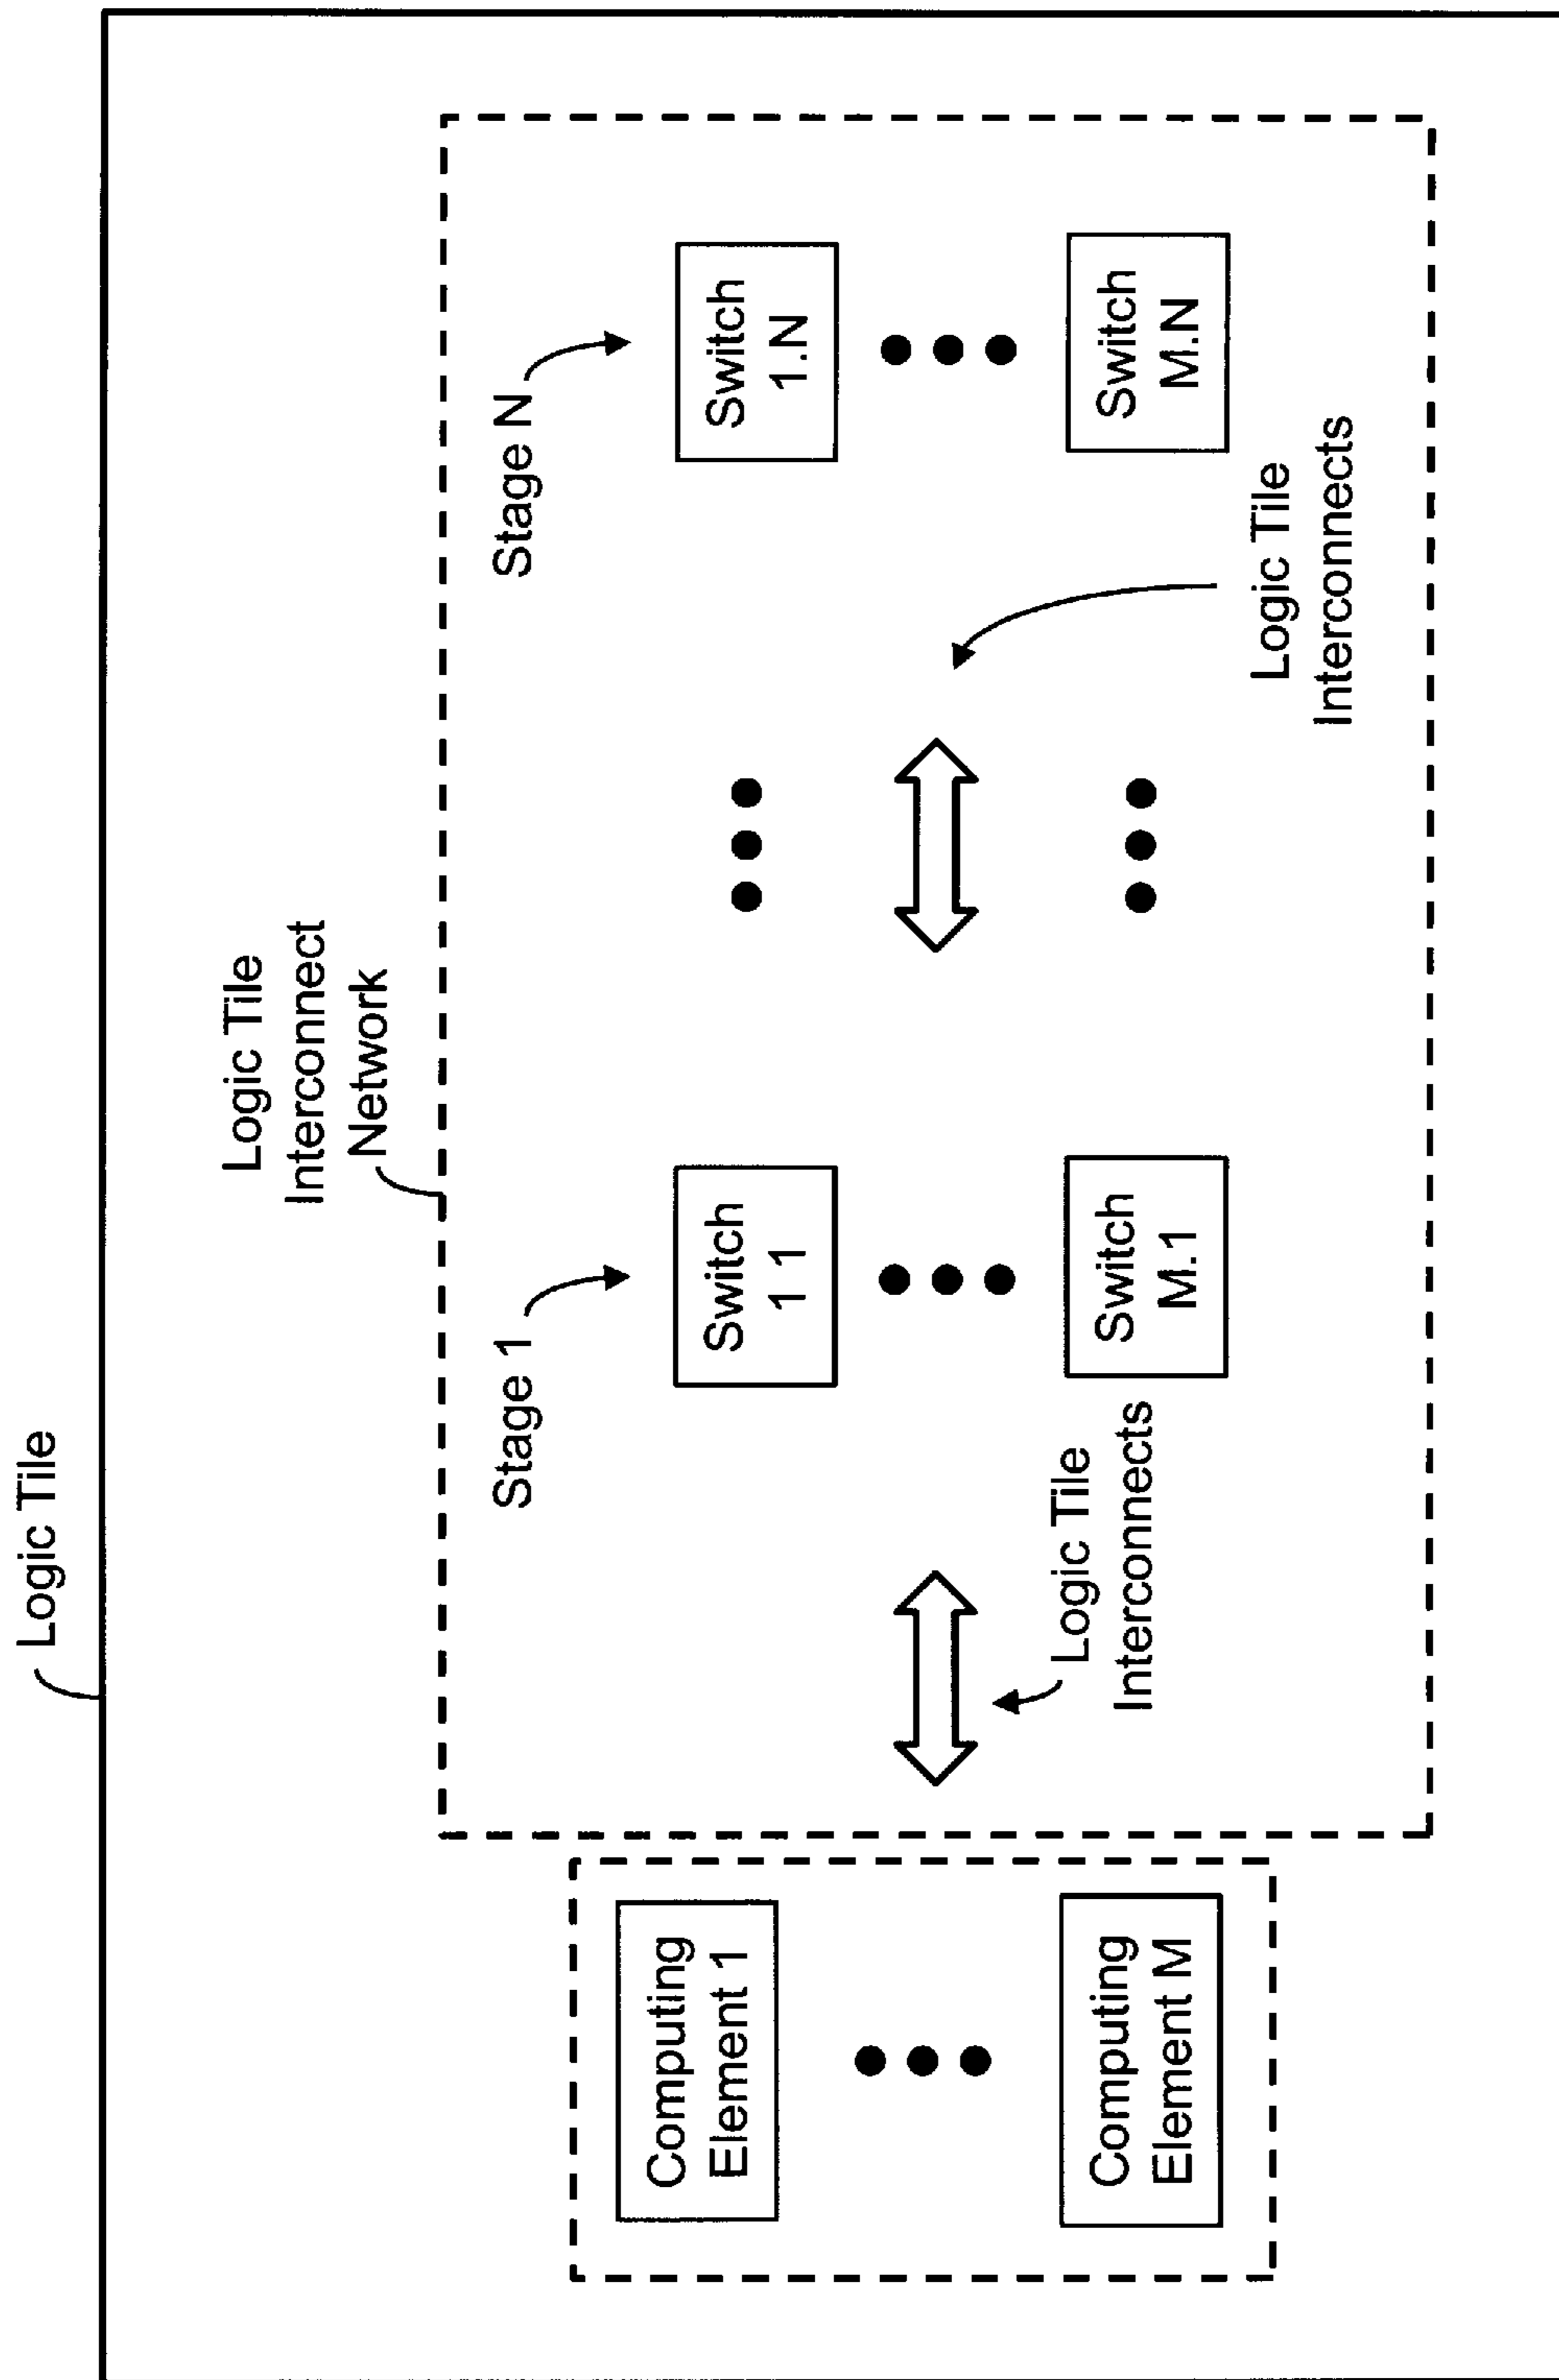 Logic Tile
Logic Tile
Interconnect
Network
Stage 1
Stage N
Computing
Element 1
Switch
1 1
Switch
1.N
Computing
Element M
Logic Tile
Interconnects
Switch
M.1
Switch
M.N
Logic Tile
Interconnects